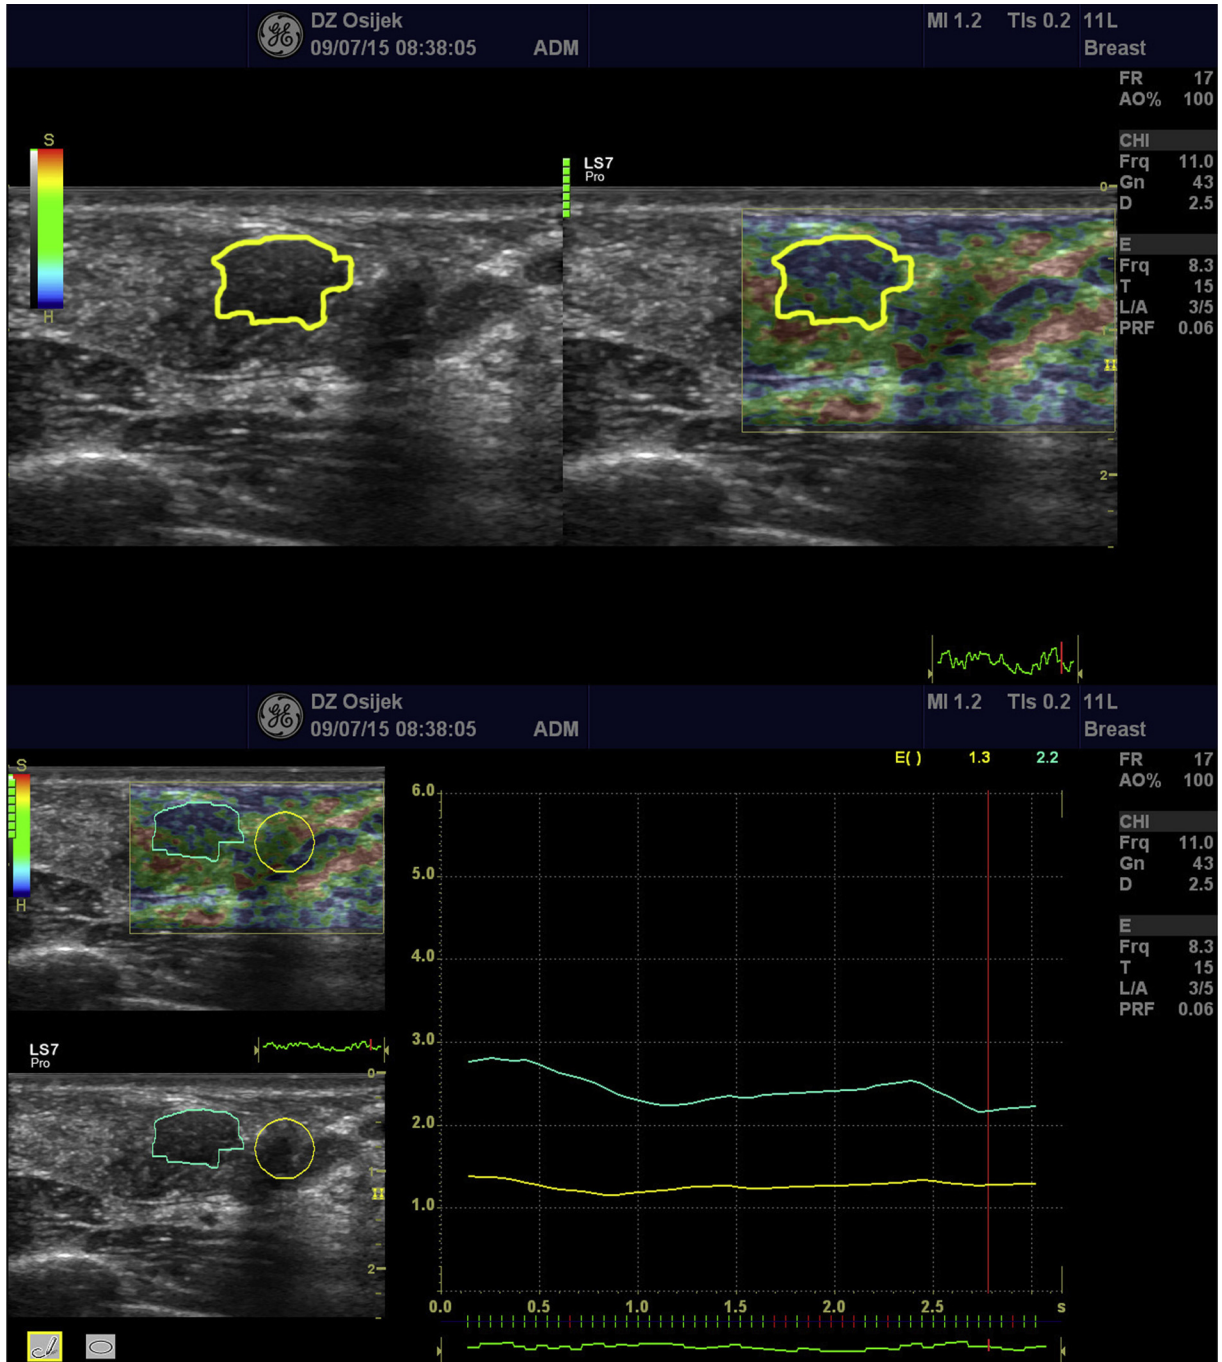 DZ Osijek
09/07/15 08:38:05 ADM
MI 1.2 TIs 0.2 11L
Breast
FR 17
AO% 100
CHI
Frq 11.0
Gn 43
D 2.5
E
Frq 8.3
T 15
L/A 3/5
PRF 0.06
S
H
LS7
Pro
0
1
H
2
DZ Osijek
09/07/15 08:38:05 ADM
MI 1.2 TIs 0.2 11L
Breast
FR 17
AO% 100
CHI
Frq 11.0
Gn 43
D 2.5
E
Frq 8.3
T 15
L/A 3/5
PRF 0.06
S
H
LS7
Pro
0
1
H
2
E( ) 1.3 2.2
6.0
5.0
4.0
3.0
2.0
1.0
0.0 0.5 1.0 1.5 2.0 2.5 s